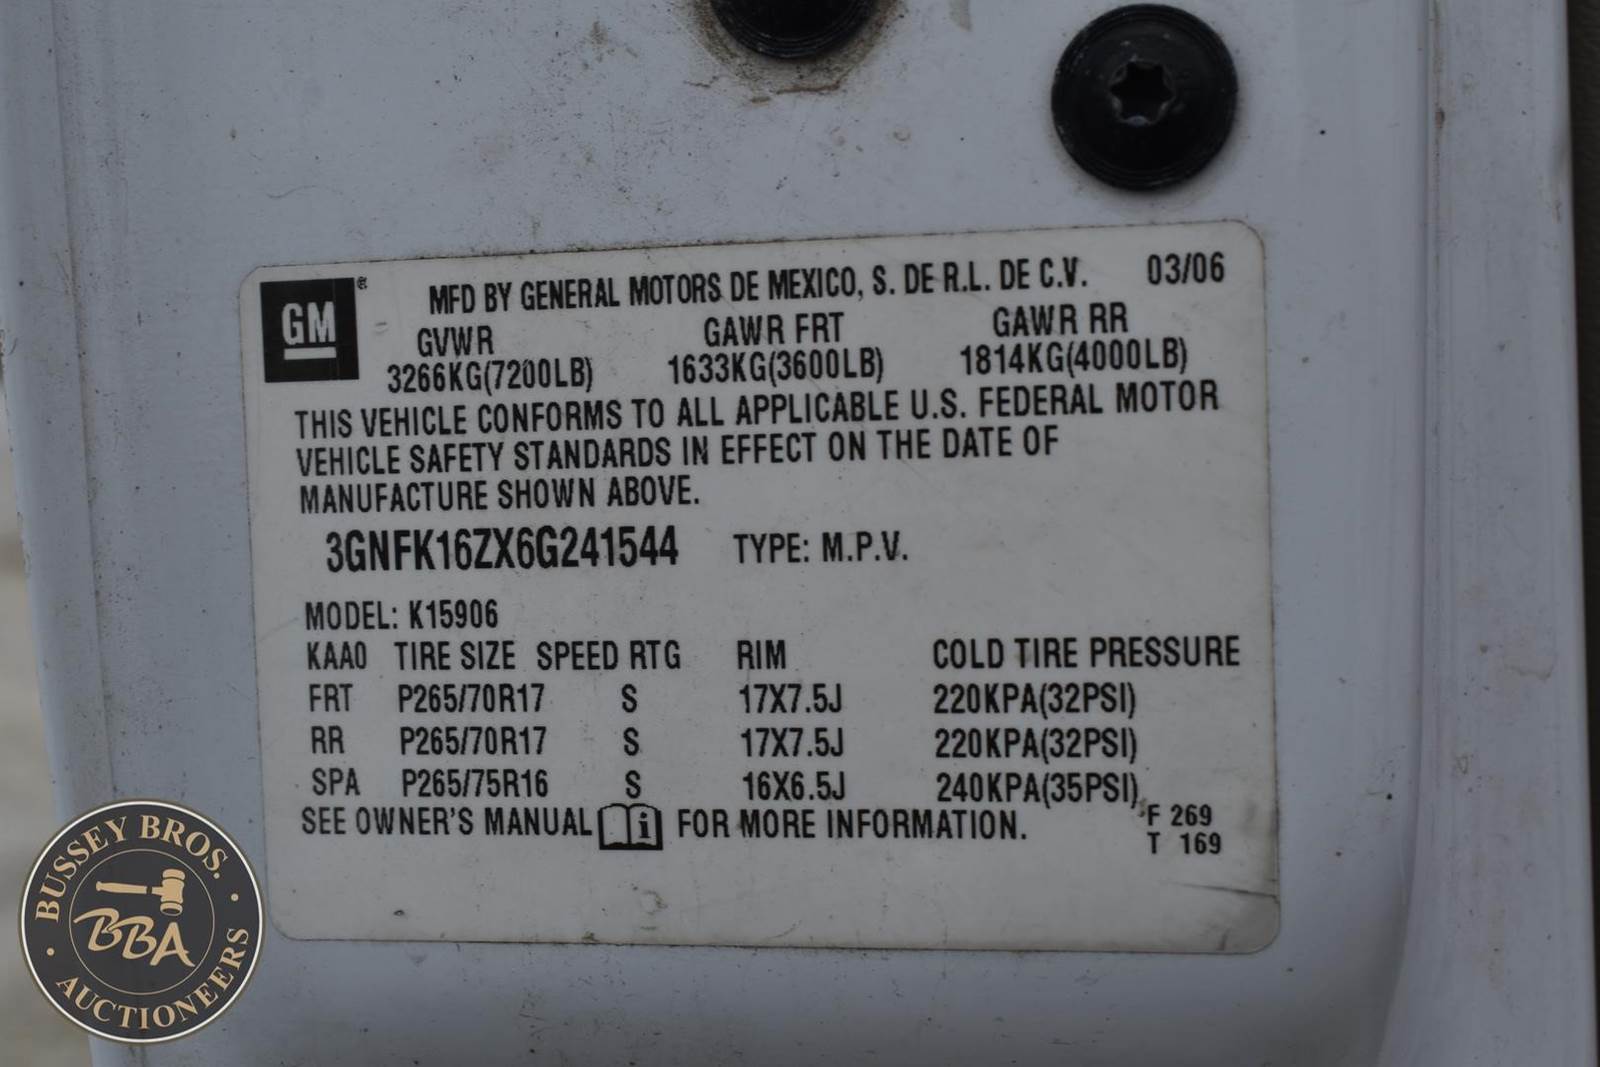 GM ®
MFD BY GENERAL MOTORS DE MEXICO, S. DE R.L. DE C.V. 03/06
GVWR GAWR FRT GAWR RR
3266KG(7200LB) 1633KG(3600LB) 1814KG(4000LB)
THIS VEHICLE CONFORMS TO ALL APPLICABLE U.S. FEDERAL MOTOR
VEHICLE SAFETY STANDARDS IN EFFECT ON THE DATE OF
MANUFACTURE SHOWN ABOVE.
3GNFK16ZX6G241544 TYPE: M.P.V.
MODEL: K15906
KAA0 TIRE SIZE SPEED RTG RIM COLD TIRE PRESSURE
FRT P265/70R17 S 17X7.5J 220KPA(32PSI)
RR P265/70R17 S 17X7.5J 220KPA(32PSI)
SPA P265/75R16 S 16X6.5J 240KPA(35PSI)
SEE OWNER'S MANUAL i FOR MORE INFORMATION.
F 269
T 169
BUSSEY BROS.
BBA
AUCTIONEERS